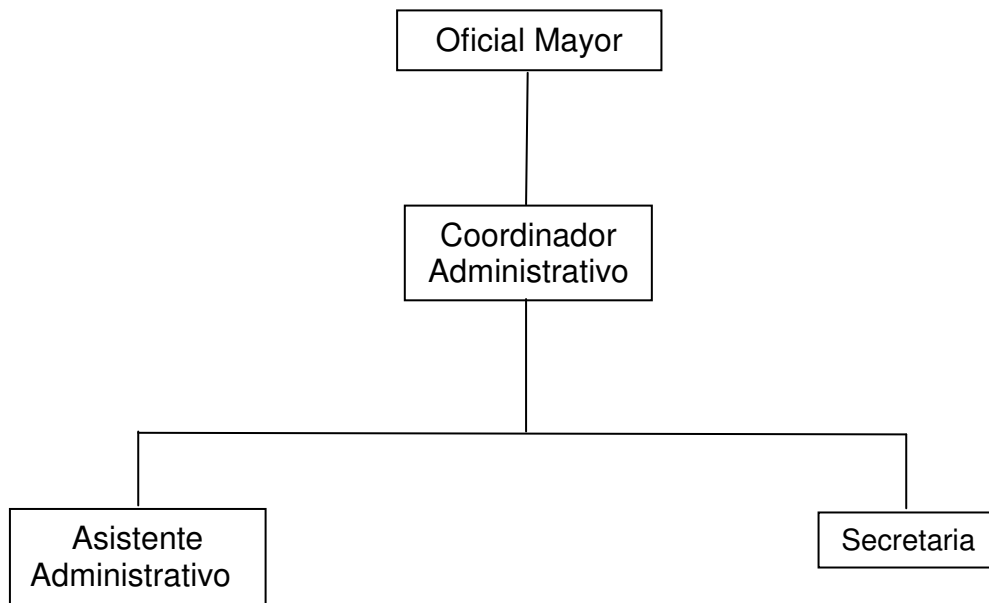 Oficial Mayor
Coordinador
Administrativo
Asistente
Administrativo
Secretaria